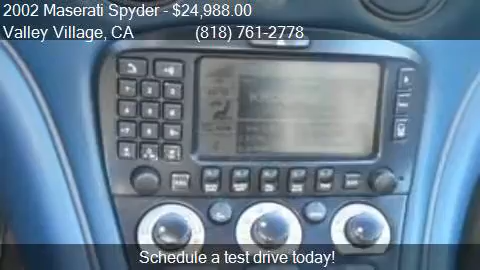 2002 Maserati Spyder - $24,988.00
Valley Village, CA (818) 761-2778
Schedule a test drive today!